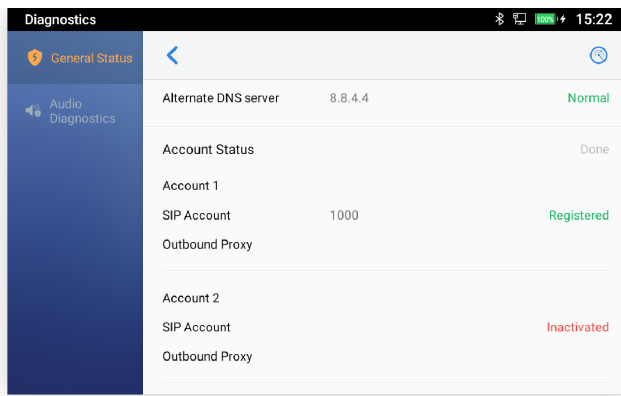 Diagnostics
100%
15:22
General Status
Audio
Diagnostics
Alternate DNS server 8.8.4.4 Normal
Account Status Done
Account 1
SIP Account 1000 Registered
Outbound Proxy
Account 2
SIP Account Inactivated
Outbound Proxy